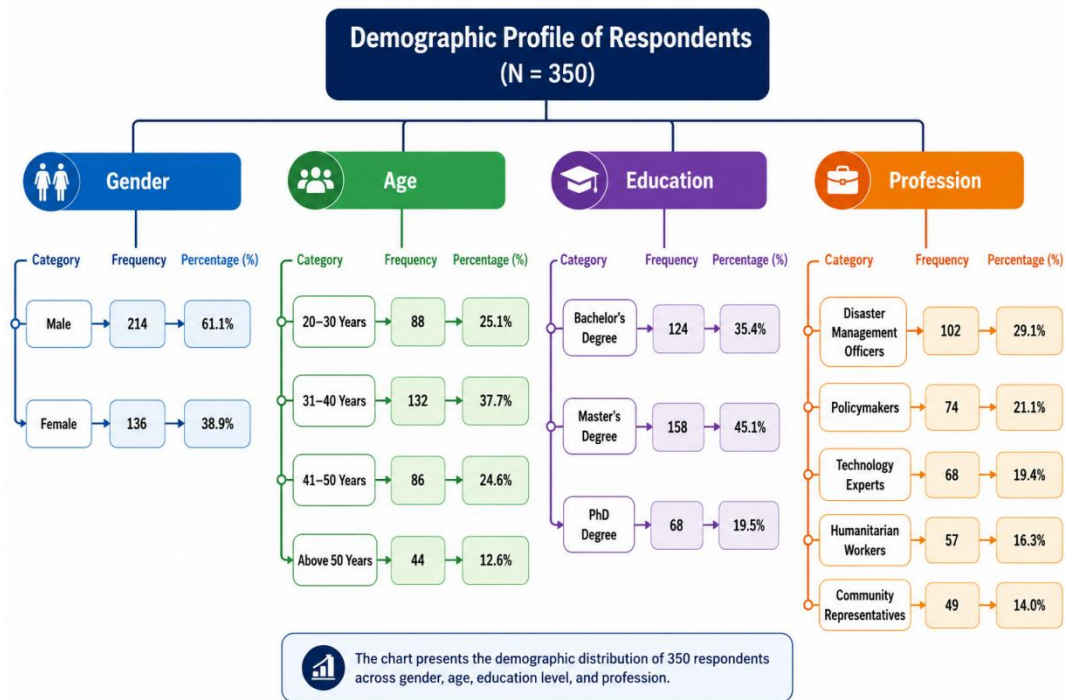 Demographic Profile of Respondents
(N = 350)
Gender
Category Frequency Percentage (%)
Male 214 61.1%
Female 136 38.9%
Age
Category Frequency Percentage (%)
20–30 Years 88 25.1%
31–40 Years 132 37.7%
41–50 Years 86 24.6%
Above 50 Years 44 12.6%
Education
Category Frequency Percentage (%)
Bachelor's
Degree 124 35.4%
Master's
Degree 158 45.1%
PhD
Degree 68 19.5%
Profession
Category Frequency Percentage (%)
Disaster
Management 102 29.1%
Officers
Policymakers 74 21.1%
Technology
Experts 68 19.4%
Humanitarian
Workers 57 16.3%
Community
Representatives 49 14.0%
The chart presents the demographic distribution of 350 respondents
across gender, age, education level, and profession.